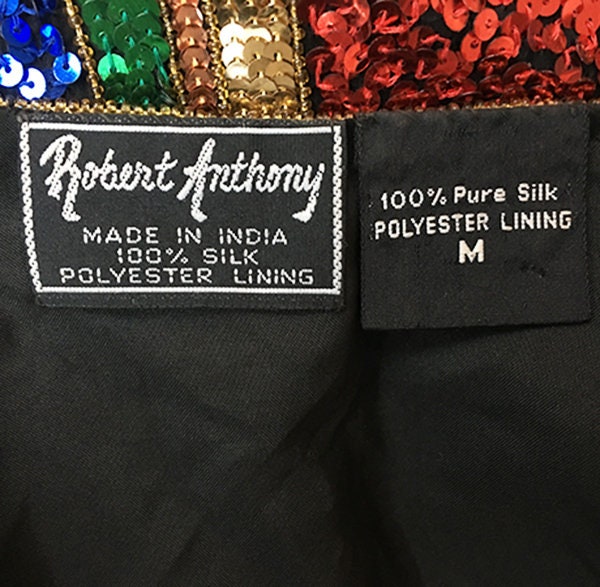 Robert Anthony
MADE IN INDIA
100% SILK
POLYESTER LINING
100% Pure Silk
POLYESTER LINING
M